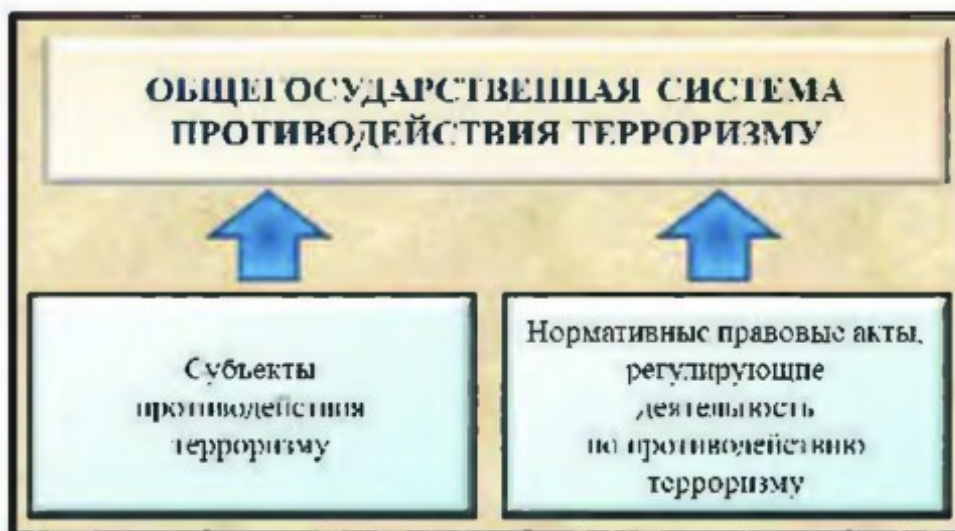 ОБЩЕГОСУДАРСТВЕННАЯ СИСТЕМА
ПРОТИВОДЕЙСТВИЯ ТЕРРОРИЗМУ
Субъекты
противодействия
терроризму
Нормативные правовые акты,
регулирующие
деятельность
по противодействию
терроризму